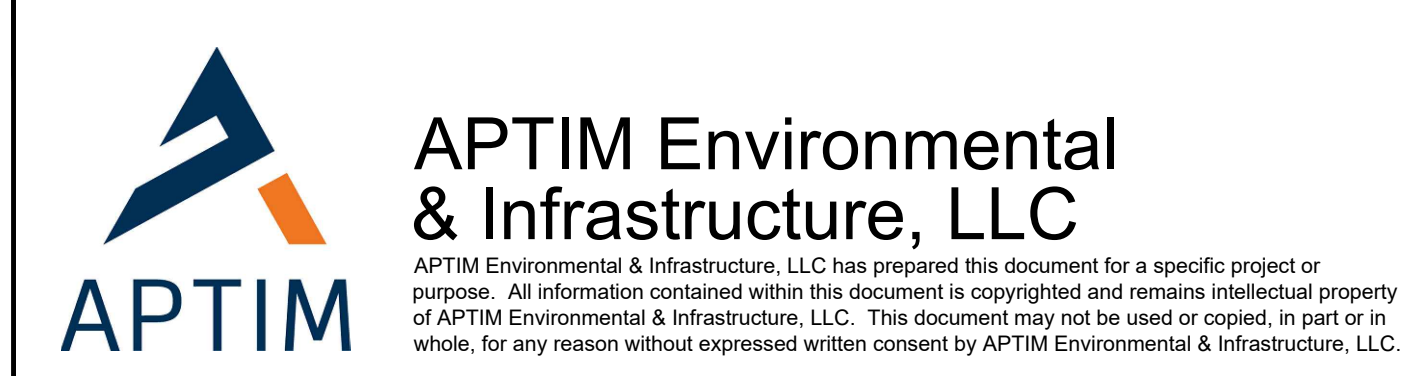 APTIM
APTIM Environmental
& Infrastructure, LLC
APTIM Environmental & Infrastructure, LLC has prepared this document for a specific project or
purpose.  All information contained within this document is copyrighted and remains intellectual property
of APTIM Environmental & Infrastructure, LLC.  This document may not be used or copied, in part or in
whole, for any reason without expressed written consent by APTIM Environmental & Infrastructure, LLC.